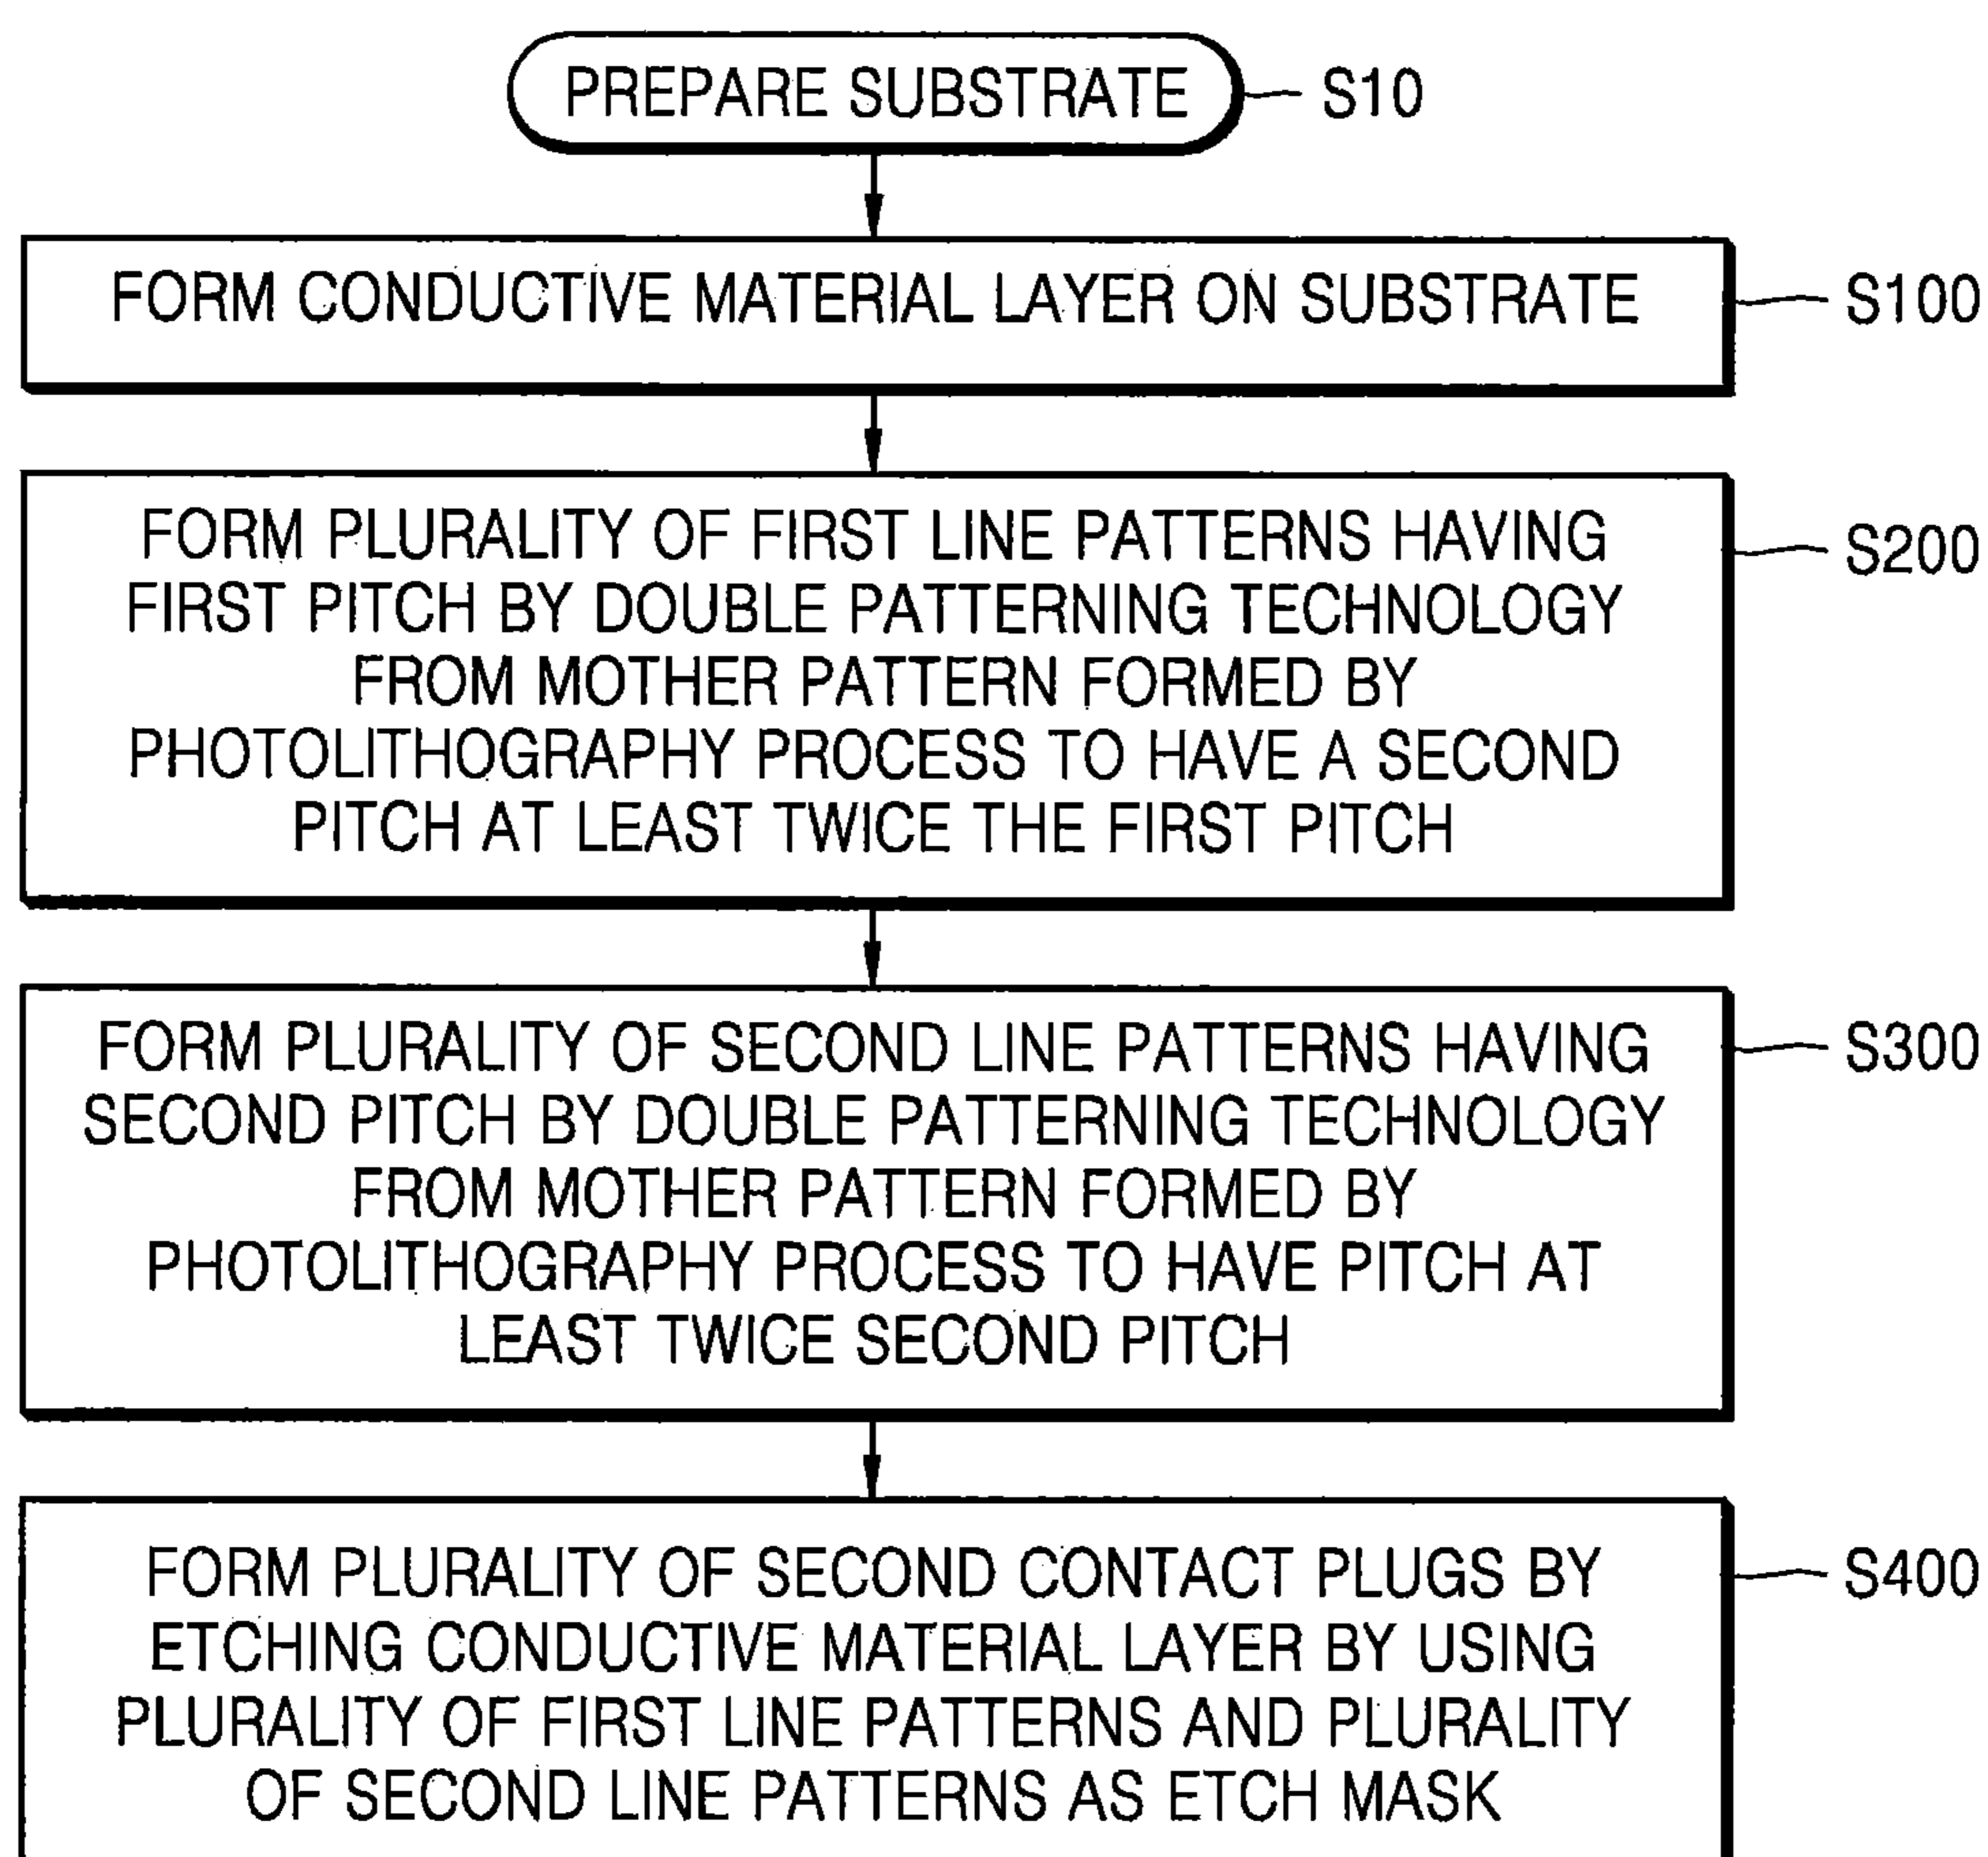 PREPARE SUBSTRATE
S10
FORM CONDUCTIVE MATERIAL LAYER ON SUBSTRATE
S100
FORM PLURALITY OF FIRST LINE PATTERNS HAVING
FIRST PITCH BY DOUBLE PATTERNING TECHNOLOGY
FROM MOTHER PATTERN FORMED BY
PHOTOLITHOGRAPHY PROCESS TO HAVE A SECOND
PITCH AT LEAST TWICE THE FIRST PITCH
S200
FORM PLURALITY OF SECOND LINE PATTERNS HAVING
SECOND PITCH BY DOUBLE PATTERNING TECHNOLOGY
FROM MOTHER PATTERN FORMED BY
PHOTOLITHOGRAPHY PROCESS TO HAVE PITCH AT
LEAST TWICE SECOND PITCH
S300
FORM PLURALITY OF SECOND CONTACT PLUGS BY
ETCHING CONDUCTIVE MATERIAL LAYER BY USING
PLURALITY OF FIRST LINE PATTERNS AND PLURALITY
OF SECOND LINE PATTERNS AS ETCH MASK
S400